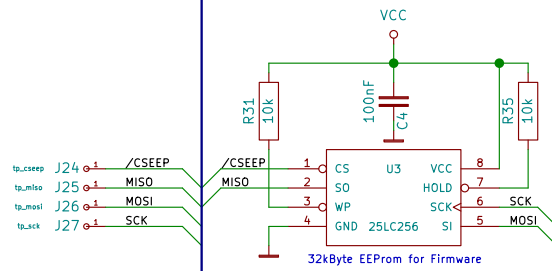 VCC
R31
10k
100nF
C4
R35
10k
tp_cseep J24 1 /CSEEP
tp_miso J25 1 MISO
tp_mosi J26 1 MOSI
tp_sck J27 1 SCK
/CSEEP 1 CS U3 VCC 8
MISO 2 SO HOLD 7
3 WP SCK 6 SCK
4 GND 25LC256 SI 5 MOSI
32kByte EEProm for Firmware